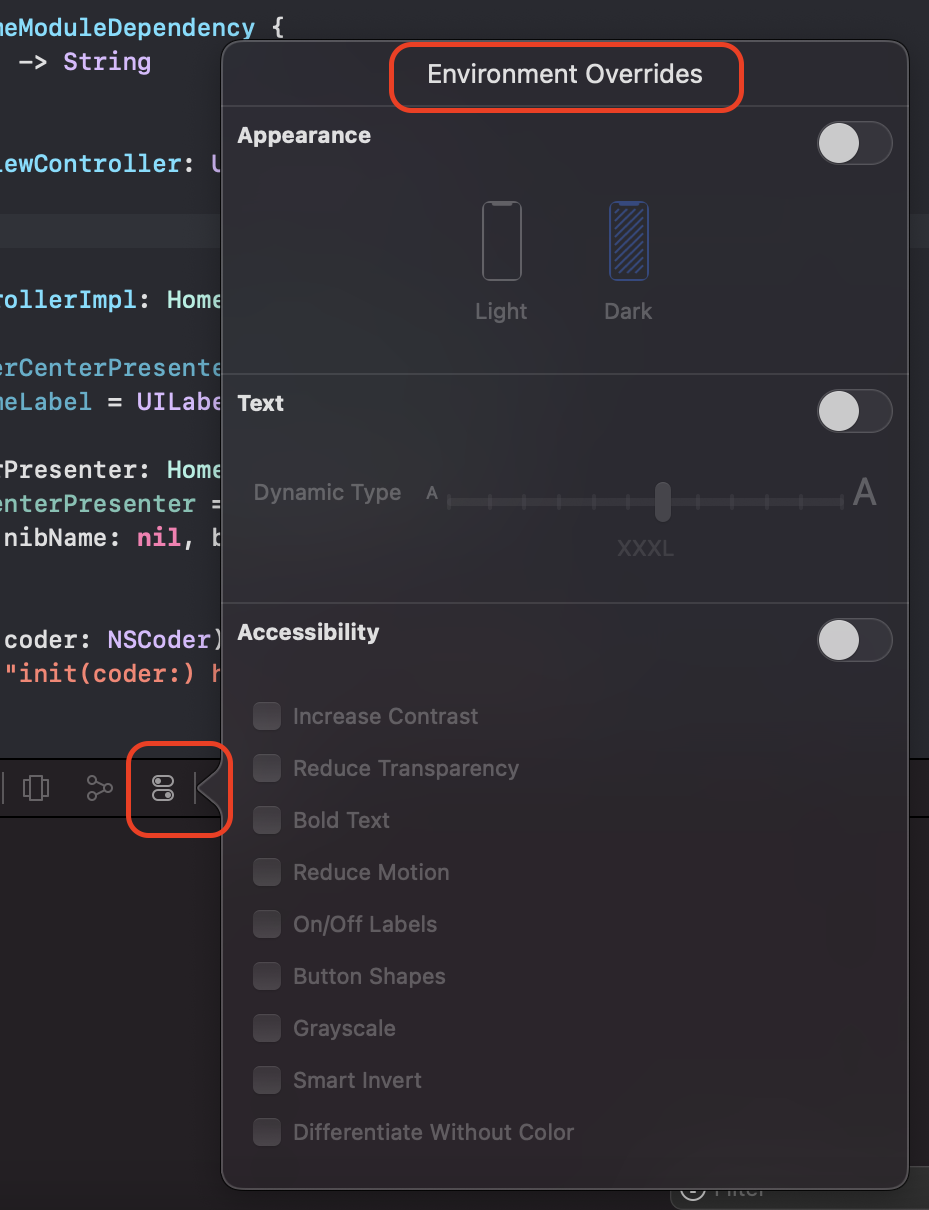 meModuleDependency {
-> String
Environment Overrides
Appearance
iewController: U
Light
Dark
rollerImpl: Home
erCenterPresente
meLabel = UILabe
Text
rPresenter: Home
enterPresenter =
nibName: nil, b
Dynamic Type
A
A
XXXL
coder: NSCoder)
"init(coder:) h
Accessibility
Increase Contrast
Reduce Transparency
Bold Text
Reduce Motion
On/Off Labels
Button Shapes
Grayscale
Smart Invert
Differentiate Without Color
Filter